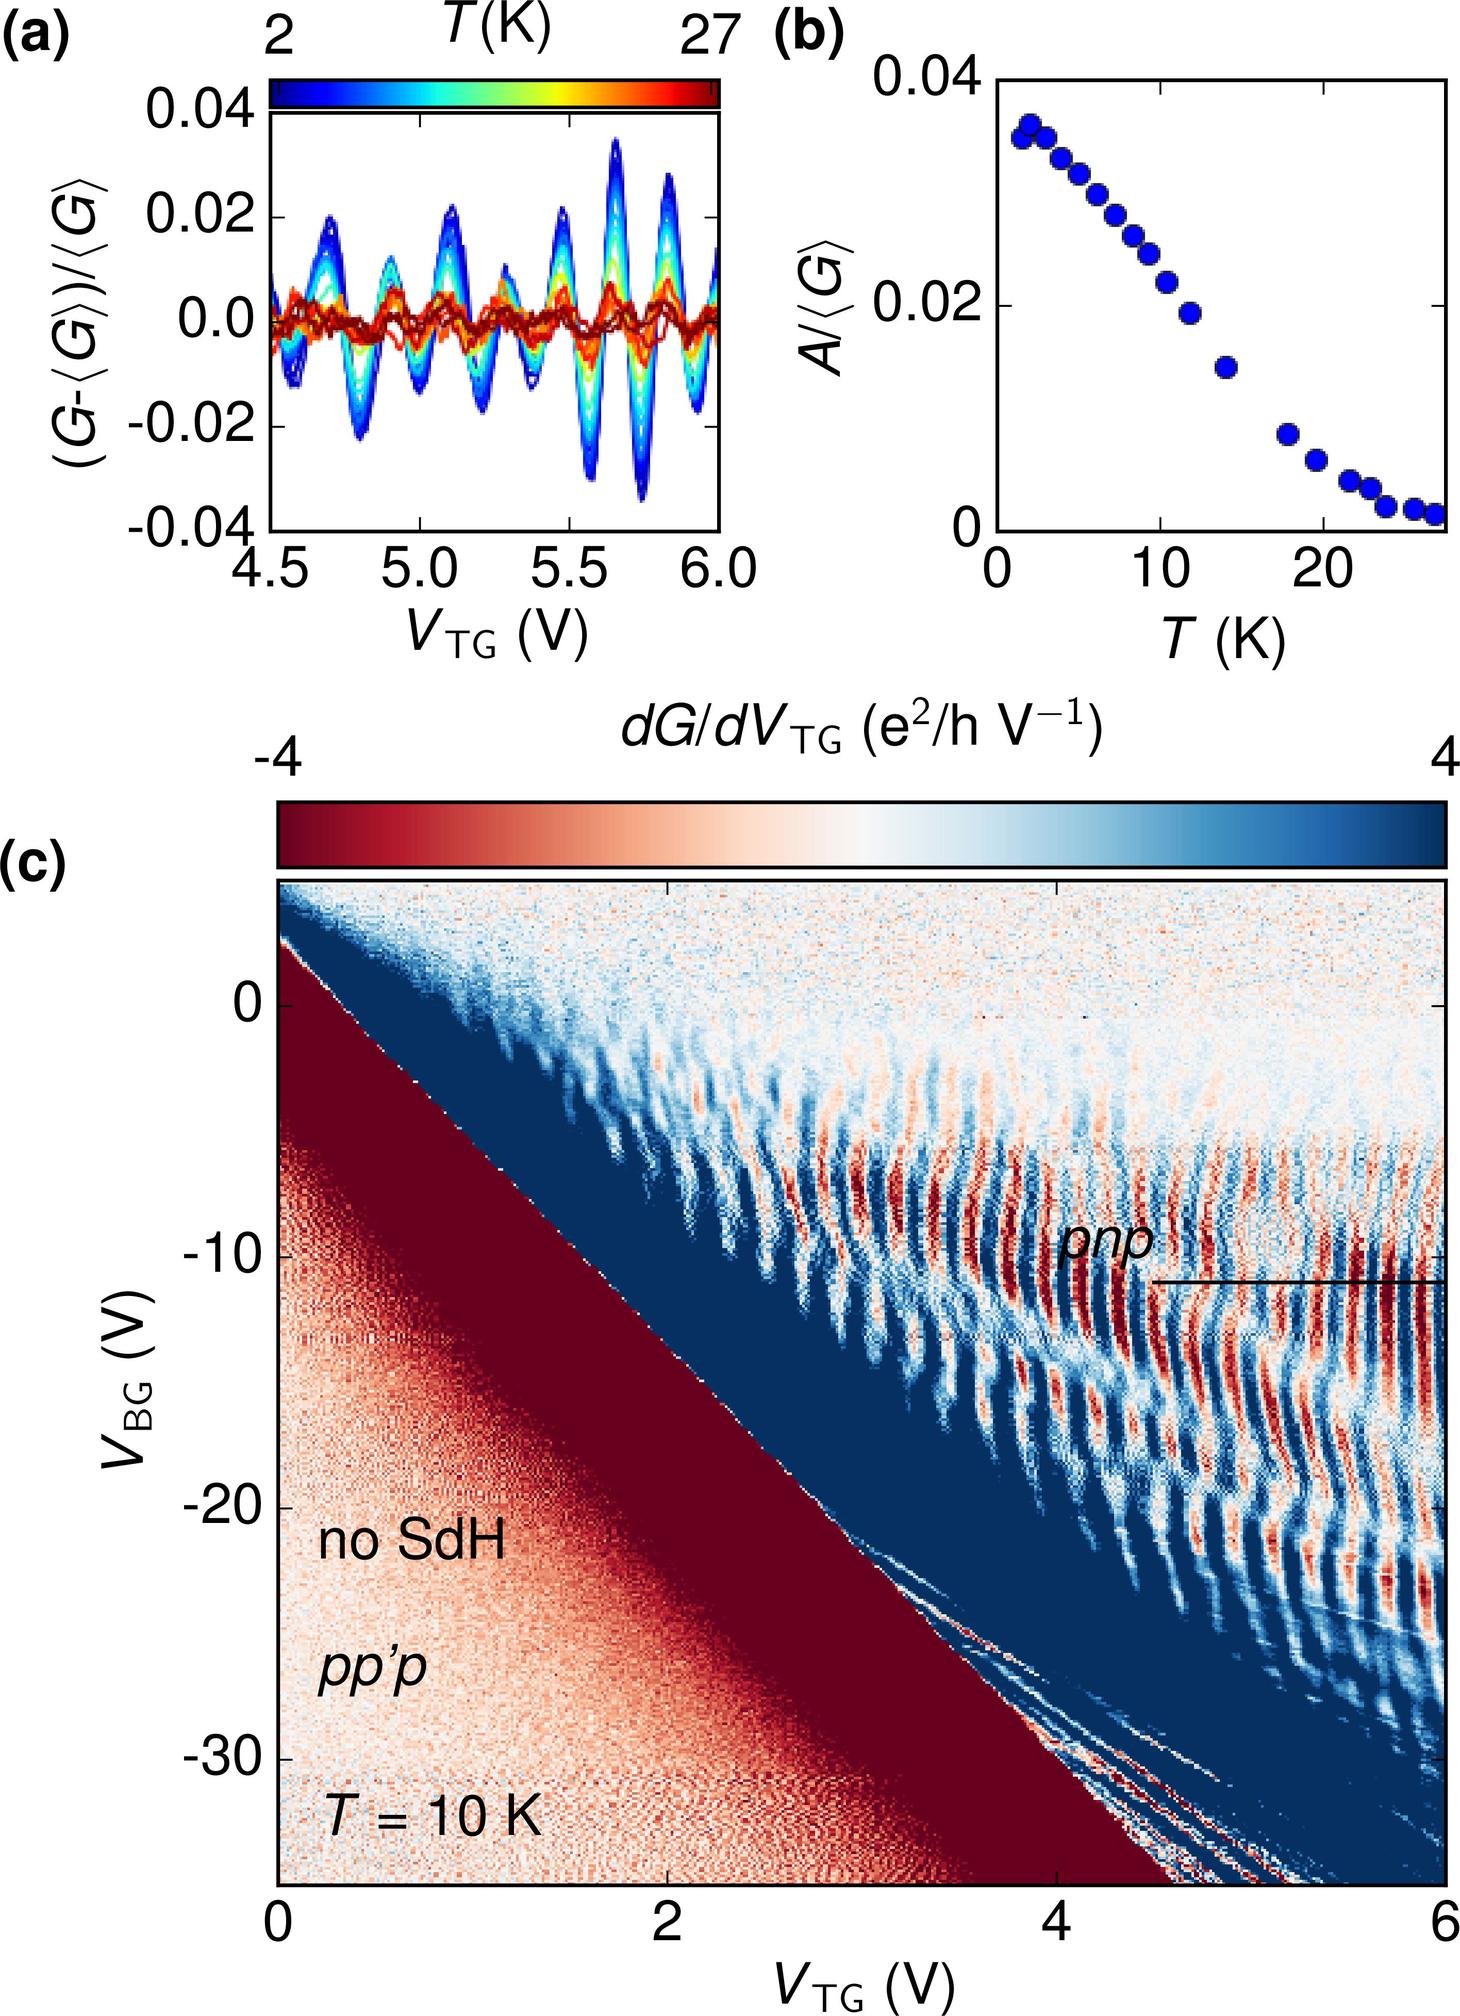 (a)
2 T(K) 27
0.04
0.02
0.0
-0.02
-0.04
(G-⟨G⟩)/⟨G⟩
4.5 5.0 5.5 6.0
V_TG (V)
(b)
0.04
0.02
0
A/⟨G⟩
0 10 20
T (K)
dG/dV_TG (e²/h V⁻¹)
-4 4
(c)
0
-10
-20
-30
V_BG (V)
pnp
no SdH
pp'p
T = 10 K
0 2 4 6
V_TG (V)